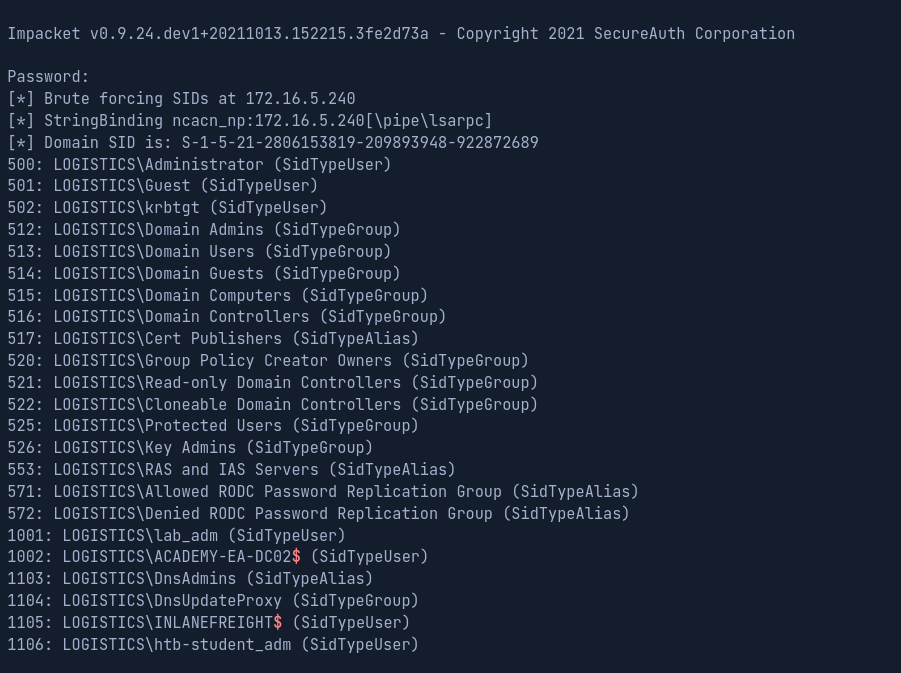 Impacket v0.9.24.dev1+20211013.152215.3fe2d73a - Copyright 2021 SecureAuth Corporation
Password:
[*] Brute forcing SIDs at 172.16.5.240
[*] StringBinding ncacn_np:172.16.5.240[\pipe\lsarpc]
[*] Domain SID is: S-1-5-21-2806153819-209893948-922872689
500: LOGISTICS\Administrator (SidTypeUser)
501: LOGISTICS\Guest (SidTypeUser)
502: LOGISTICS\krbtgt (SidTypeUser)
512: LOGISTICS\Domain Admins (SidTypeGroup)
513: LOGISTICS\Domain Users (SidTypeGroup)
514: LOGISTICS\Domain Guests (SidTypeGroup)
515: LOGISTICS\Domain Computers (SidTypeGroup)
516: LOGISTICS\Domain Controllers (SidTypeGroup)
517: LOGISTICS\Cert Publishers (SidTypeAlias)
520: LOGISTICS\Group Policy Creator Owners (SidTypeGroup)
521: LOGISTICS\Read-only Domain Controllers (SidTypeGroup)
522: LOGISTICS\Cloneable Domain Controllers (SidTypeGroup)
525: LOGISTICS\Protected Users (SidTypeGroup)
526: LOGISTICS\Key Admins (SidTypeGroup)
553: LOGISTICS\RAS and IAS Servers (SidTypeAlias)
571: LOGISTICS\Allowed RODC Password Replication Group (SidTypeAlias)
572: LOGISTICS\Denied RODC Password Replication Group (SidTypeAlias)
1001: LOGISTICS\lab_adm (SidTypeUser)
1002: LOGISTICS\ACADEMY-EA-DC02$ (SidTypeUser)
1103: LOGISTICS\DnsAdmins (SidTypeAlias)
1104: LOGISTICS\DnsUpdateProxy (SidTypeGroup)
1105: LOGISTICS\INLANEFREIGHT$ (SidTypeUser)
1106: LOGISTICS\htb-student_adm (SidTypeUser)